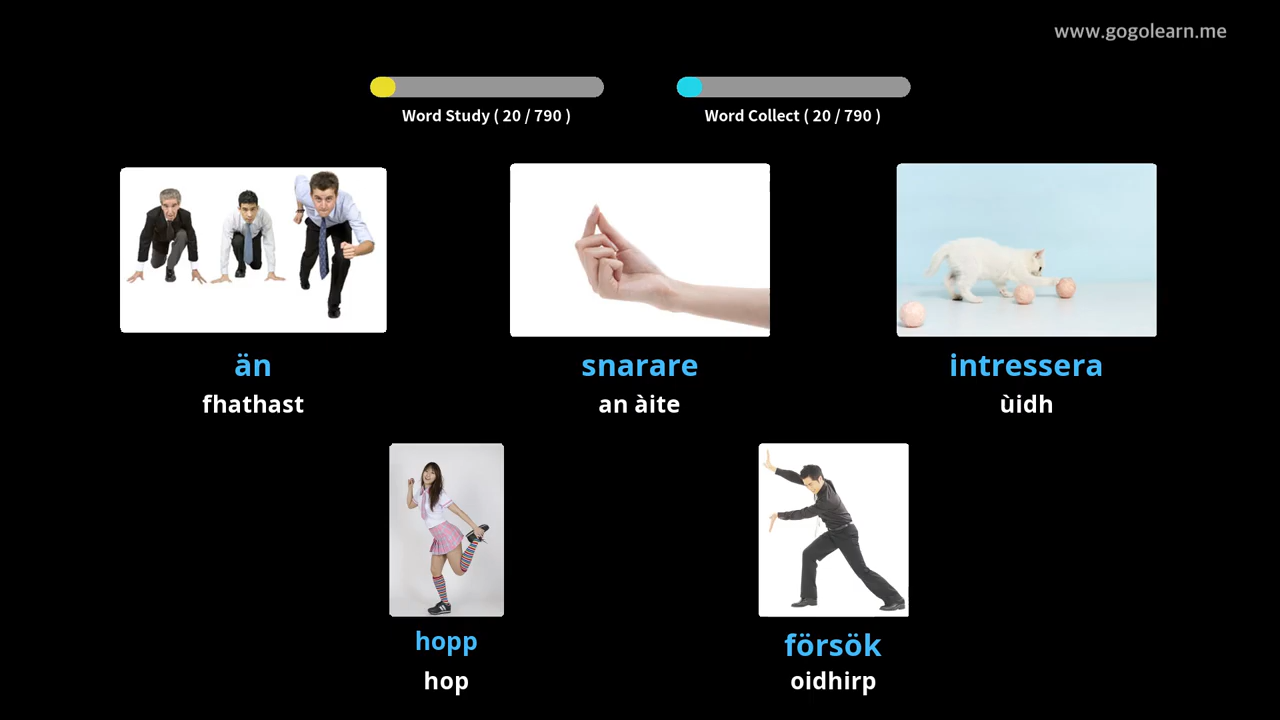 www.gogolearn.me
Word Study ( 20 / 790 )
Word Collect ( 20 / 790 )
än
fhathast
snarare
an àite
intressera
ùidh
hopp
hop
försök
oidhirp